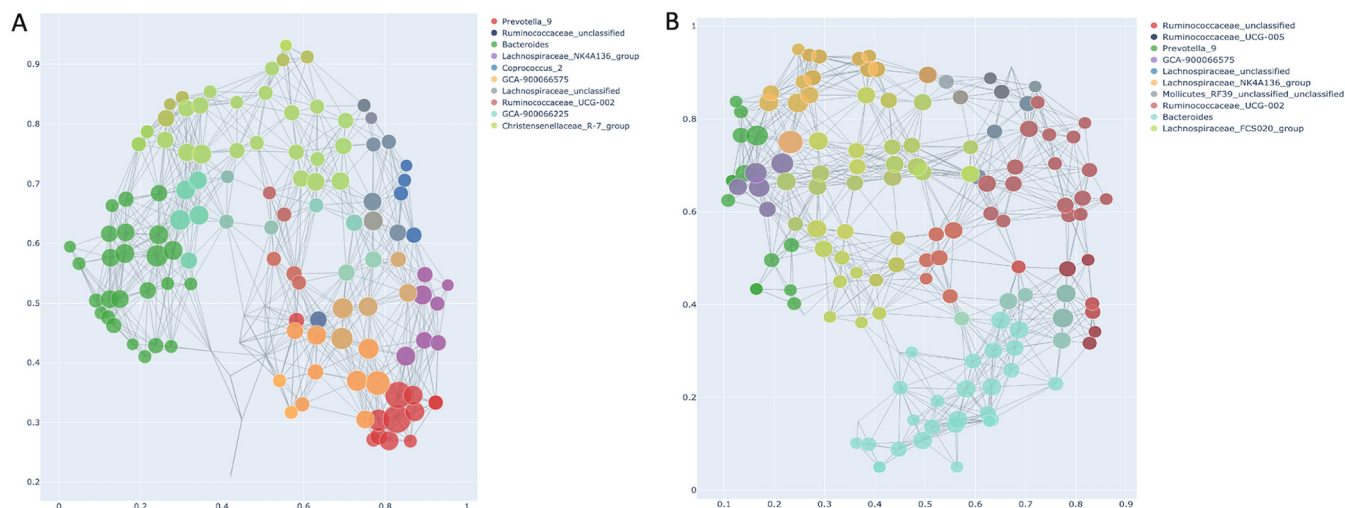 A
Prevotella_9
Ruminococcaceae_unclassified
Bacteroides
Lachnospiraceae_NK4A136_group
Coprococcus_2
GCA-900066575
Lachnospiraceae_unclassified
Ruminococcaceae_UCG-002
GCA-900066225
Christensenellaceae_R-7_group
0.9
0.8
0.7
0.6
0.5
0.4
0.3
0.2
0
0.2
0.4
0.6
0.8
1
B
Ruminococcaceae_unclassified
Ruminococcaceae_UCG-005
Prevotella_9
GCA-900066575
Lachnospiraceae_unclassified
Lachnospiraceae_NK4A136_group
Mollicutes_RF39_unclassified_unclassified
Ruminococcaceae_UCG-002
Bacteroides
Lachnospiraceae_FCS020_group
1
0.8
0.6
0.4
0.2
0
0.1
0.2
0.3
0.4
0.5
0.6
0.7
0.8
0.9